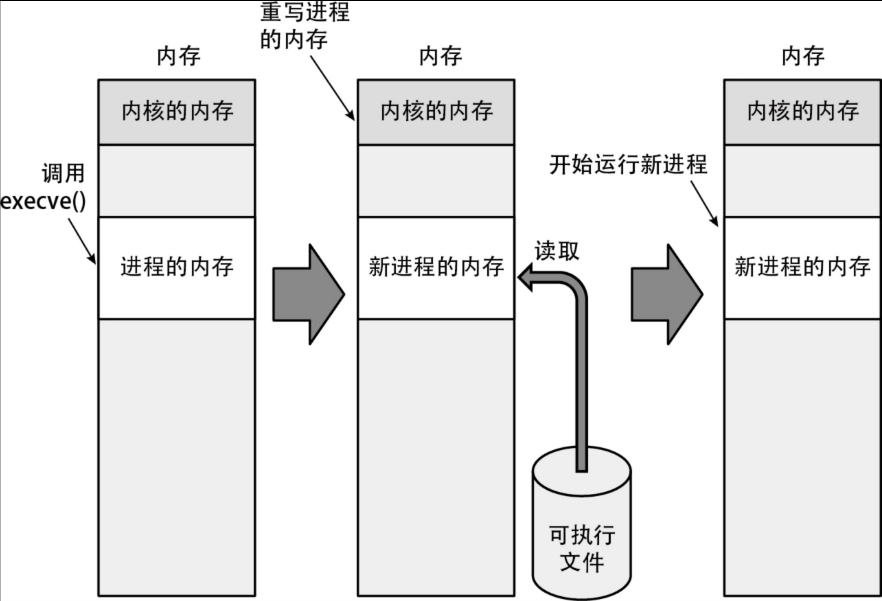 重写进程
的内存
内存
内存
内存
内核的内存
内核的内存
内核的内存
调用
execve()
开始运行新进程
进程的内存
新进程的内存
读取
新进程的内存
可执行
文件